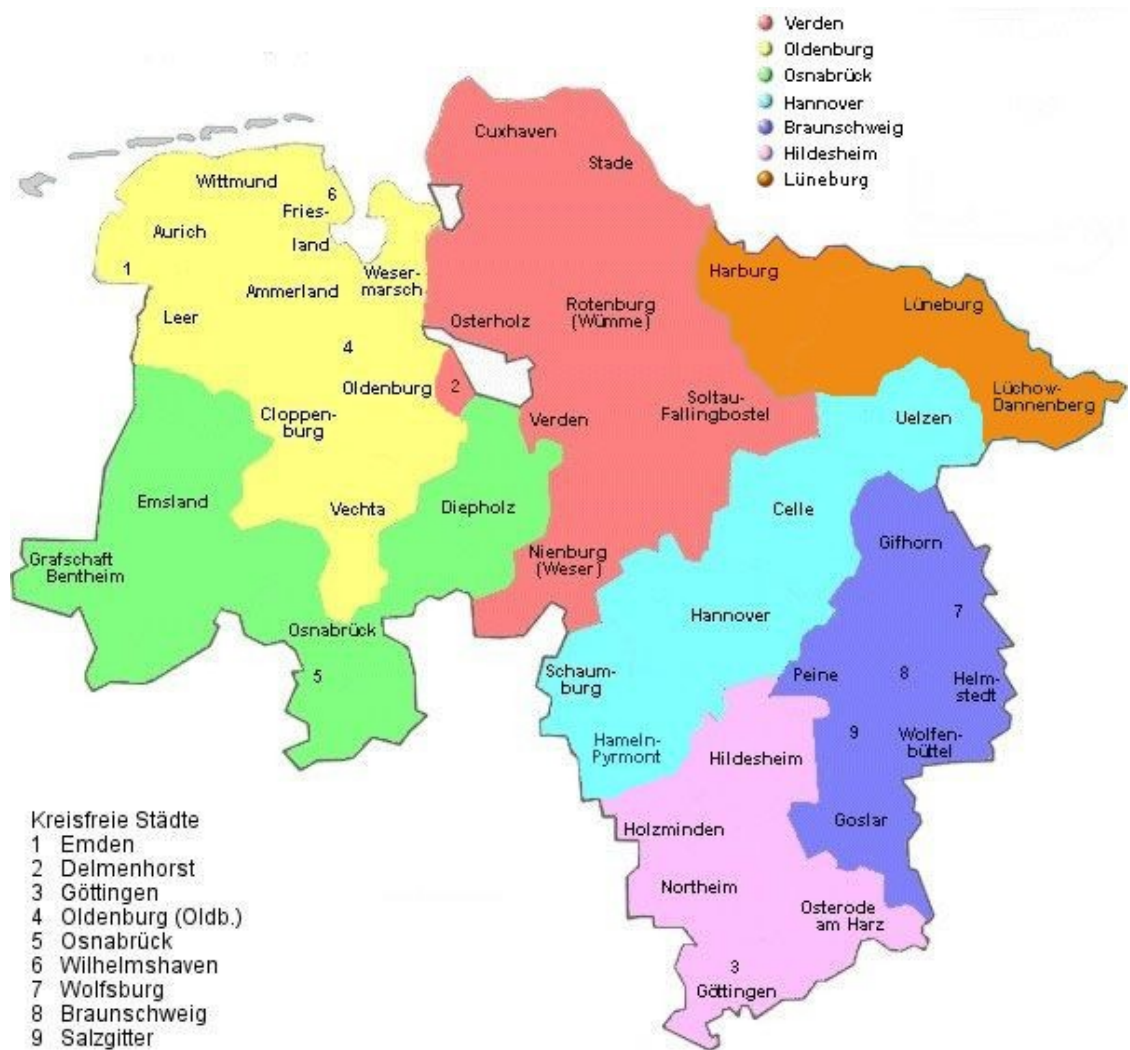 Verden
Oldenburg
Osnabrück
Hannover
Braunschweig
Hildesheim
Lüneburg
Cuxhaven
Stade
Wittmund
6
Fries-
land
Aurich
1
Weser-
marsch
Ammerland
Leer
Harburg
Lüneburg
Rotenburg
(Wümme)
Osterholz
4
Oldenburg
2
Cloppen-
burg
Verden
Soltau-
Fallingbostel
Lüchow-
Dannenberg
Uelzen
Emsland
Vechta
Diepholz
Celle
Gifhorn
Grafschaft
Bentheim
Nienburg
(Weser)
Hannover
7
Osnabrück
5
Schaum-
burg
Peine
8
Helm-
stedt
Hameln-
Pyrmont
Hildesheim
9
Wolfen-
büttel
Holzminden
Goslar
Northeim
Osterode
am Harz
3
Göttingen
Kreisfreie Städte
1 Emden
2 Delmenhorst
3 Göttingen
4 Oldenburg (Oldb.)
5 Osnabrück
6 Wilhelmshaven
7 Wolfsburg
8 Braunschweig
9 Salzgitter